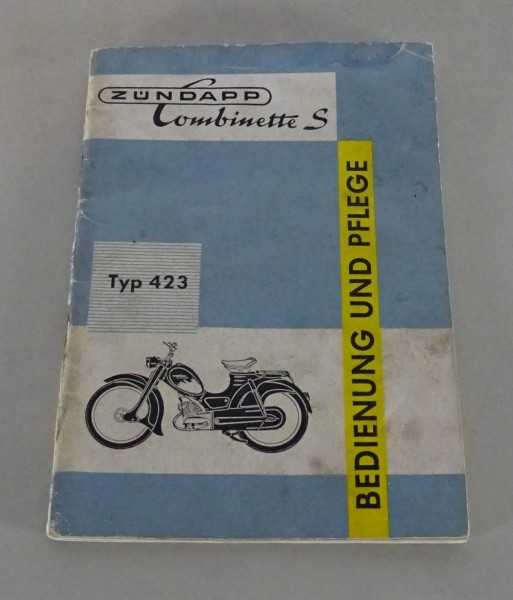 ZÜNDAPP
Combinette S
Typ 423
BEDIENUNG UND PFLEGE